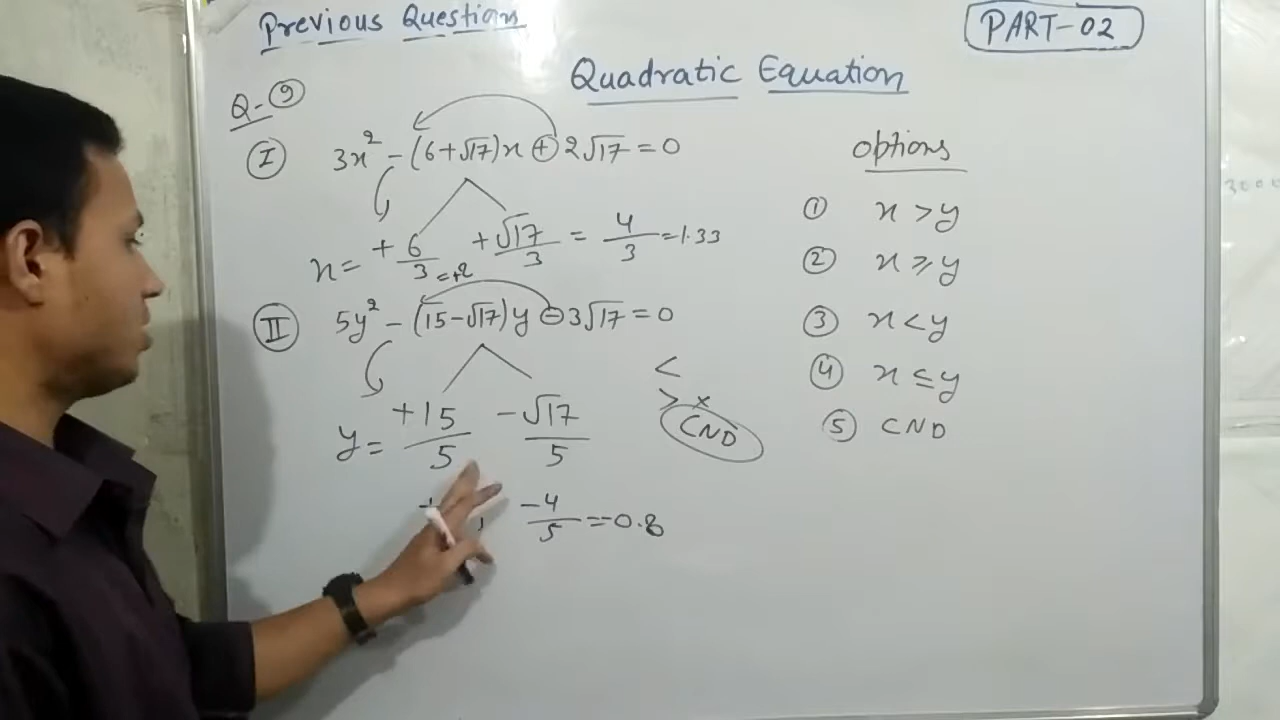 Previous Question
PART-02
Quadratic Equation
Q-9
I 3x² - (6+√17)x + 2√17 = 0
x = +6/3 =+2 +√17/3 = 4/3 =1.33
II 5y² - (15-√17)y - 3√17 = 0
y = +15/5 -√17/5
-4/5 =-0.8
<
> ×
CND
options
① x > y
② x ⩾ y
③ x < y
④ x ≤ y
⑤ CND